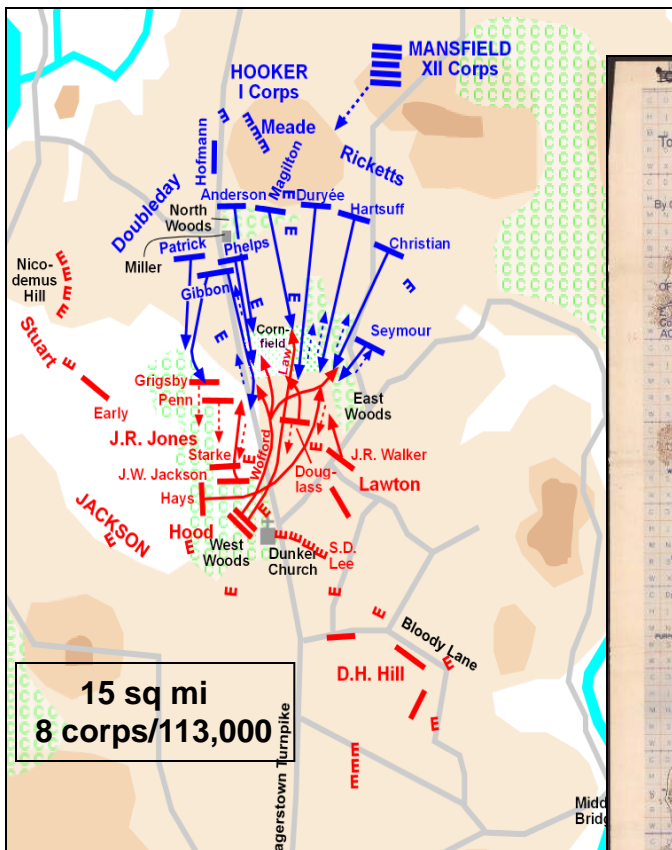 MANSFIELD
XII Corps
HOOKER
I Corps
Meade
Hofmann
Magilton
Ricketts
Doubleday
Anderson
Duryée
Hartsuff
North
Woods
Patrick
Phelps
Christian
Miller
Gibbon
Nico-
demus
Hill
Corn-
field
Seymour
Stuart
Law
Grigsby
Penn
East
Woods
Early
J.R. Jones
Starke
Wofford
J.R. Walker
J.W. Jackson
Doug-
lass
Lawton
Hays
JACKSON
Hood
West
Woods
Dunker
Church
S.D.
Lee
Bloody Lane
D.H. Hill
15 sq mi
8 corps/113,000
agerstown Turnpike
Midd
Bridg
To